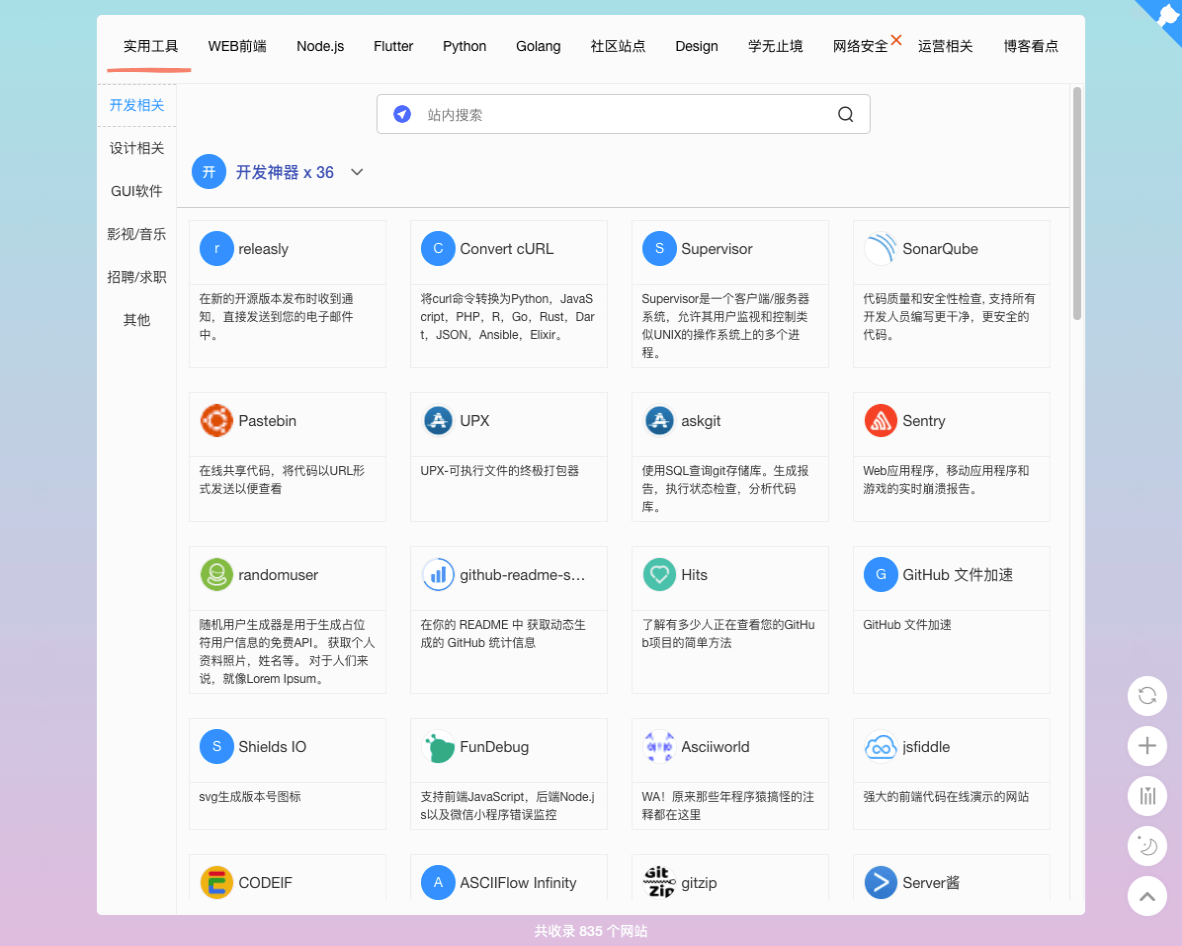 实用工具
WEB前端
Node.js
Flutter
Python
Golang
社区站点
Design
学无止境
网络安全
运营相关
博客看点
开发相关
设计相关
GUI软件
影视/音乐
招聘/求职
其他
站内搜索
开 开发神器 x 36
r releasly
在新的开源版本发布时收到通
知，直接发送到您的电子邮件
中。
C Convert cURL
将curl命令转换为Python，JavaS
cript，PHP，R，Go，Rust，Dar
t，JSON，Ansible，Elixir。
S Supervisor
Supervisor是一个客户端/服务器
系统，允许其用户监视和控制类
似UNIX的操作系统上的多个进
程。
SonarQube
代码质量和安全性检查, 支持所有
开发人员编写更干净，更安全的
代码。
Pastebin
在线共享代码，将代码以URL形
式发送以便查看
UPX
UPX-可执行文件的终极打包器
askgit
使用SQL查询git存储库。生成报
告，执行状态检查，分析代码
库。
Sentry
Web应用程序，移动应用程序和
游戏的实时崩溃报告。
randomuser
随机用户生成器是用于生成占位
符用户信息的免费API。 获取个人
资料照片，姓名等。 对于人们来
说，就像Lorem Ipsum。
github-readme-s...
在你的 README 中 获取动态生
成的 GitHub 统计信息
Hits
了解有多少人正在查看您的GitHu
b项目的简单方法
G GitHub 文件加速
GitHub 文件加速
S Shields IO
svg生成版本号图标
FunDebug
支持前端JavaScript，后端Node.j
s以及微信小程序错误监控
Asciiworld
WA！原来那些年程序猿搞怪的注
释都在这里
jsfiddle
强大的前端代码在线演示的网站
CODEIF
A ASCIIFlow Infinity
Git Zip gitzip
Server酱
共收录 835 个网站